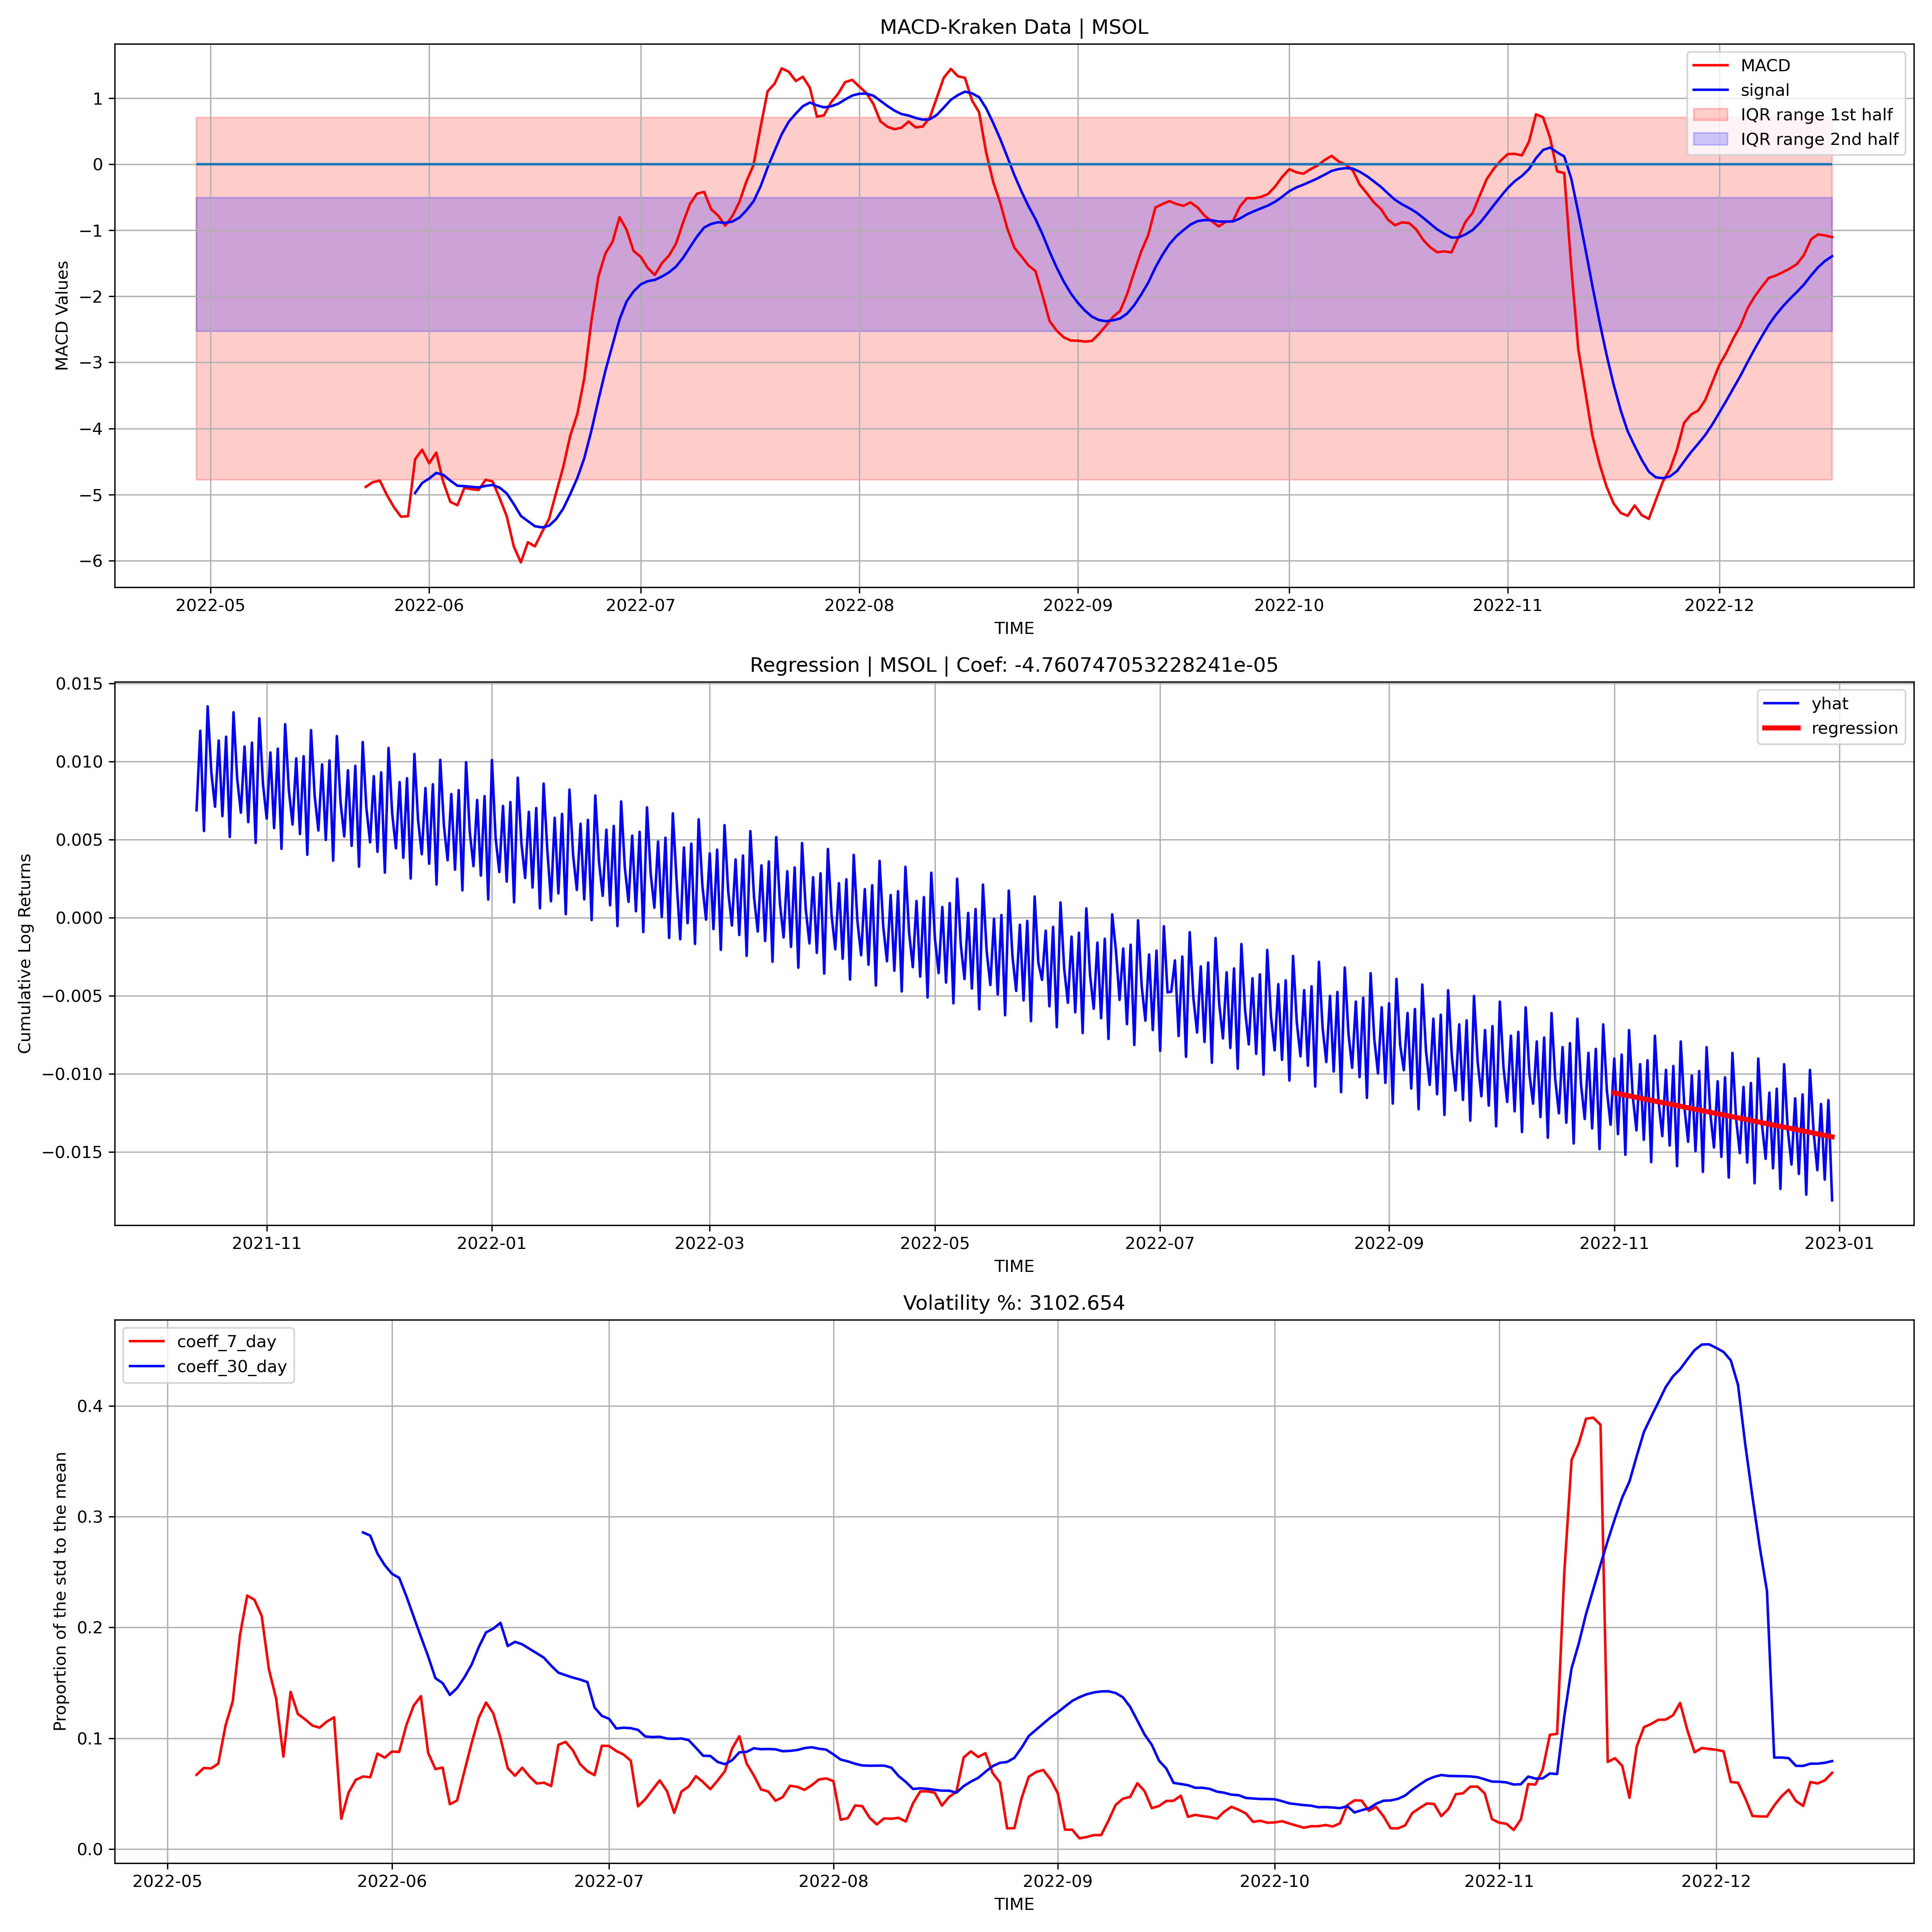 MACD-Kraken Data | MSOL
MACD
signal
IQR range 1st half
IQR range 2nd half
MACD Values
1
0
−1
−2
−3
−4
−5
−6
2022-05 2022-06 2022-07 2022-08 2022-09 2022-10 2022-11 2022-12
TIME
Regression | MSOL | Coef: -4.760747053228241e-05
yhat
regression
Cumulative Log Returns
0.015
0.010
0.005
0.000
−0.005
−0.010
−0.015
2021-11 2022-01 2022-03 2022-05 2022-07 2022-09 2022-11 2023-01
TIME
Volatility %: 3102.654
coeff_7_day
coeff_30_day
Proportion of the std to the mean
0.4
0.3
0.2
0.1
0.0
2022-05 2022-06 2022-07 2022-08 2022-09 2022-10 2022-11 2022-12
TIME